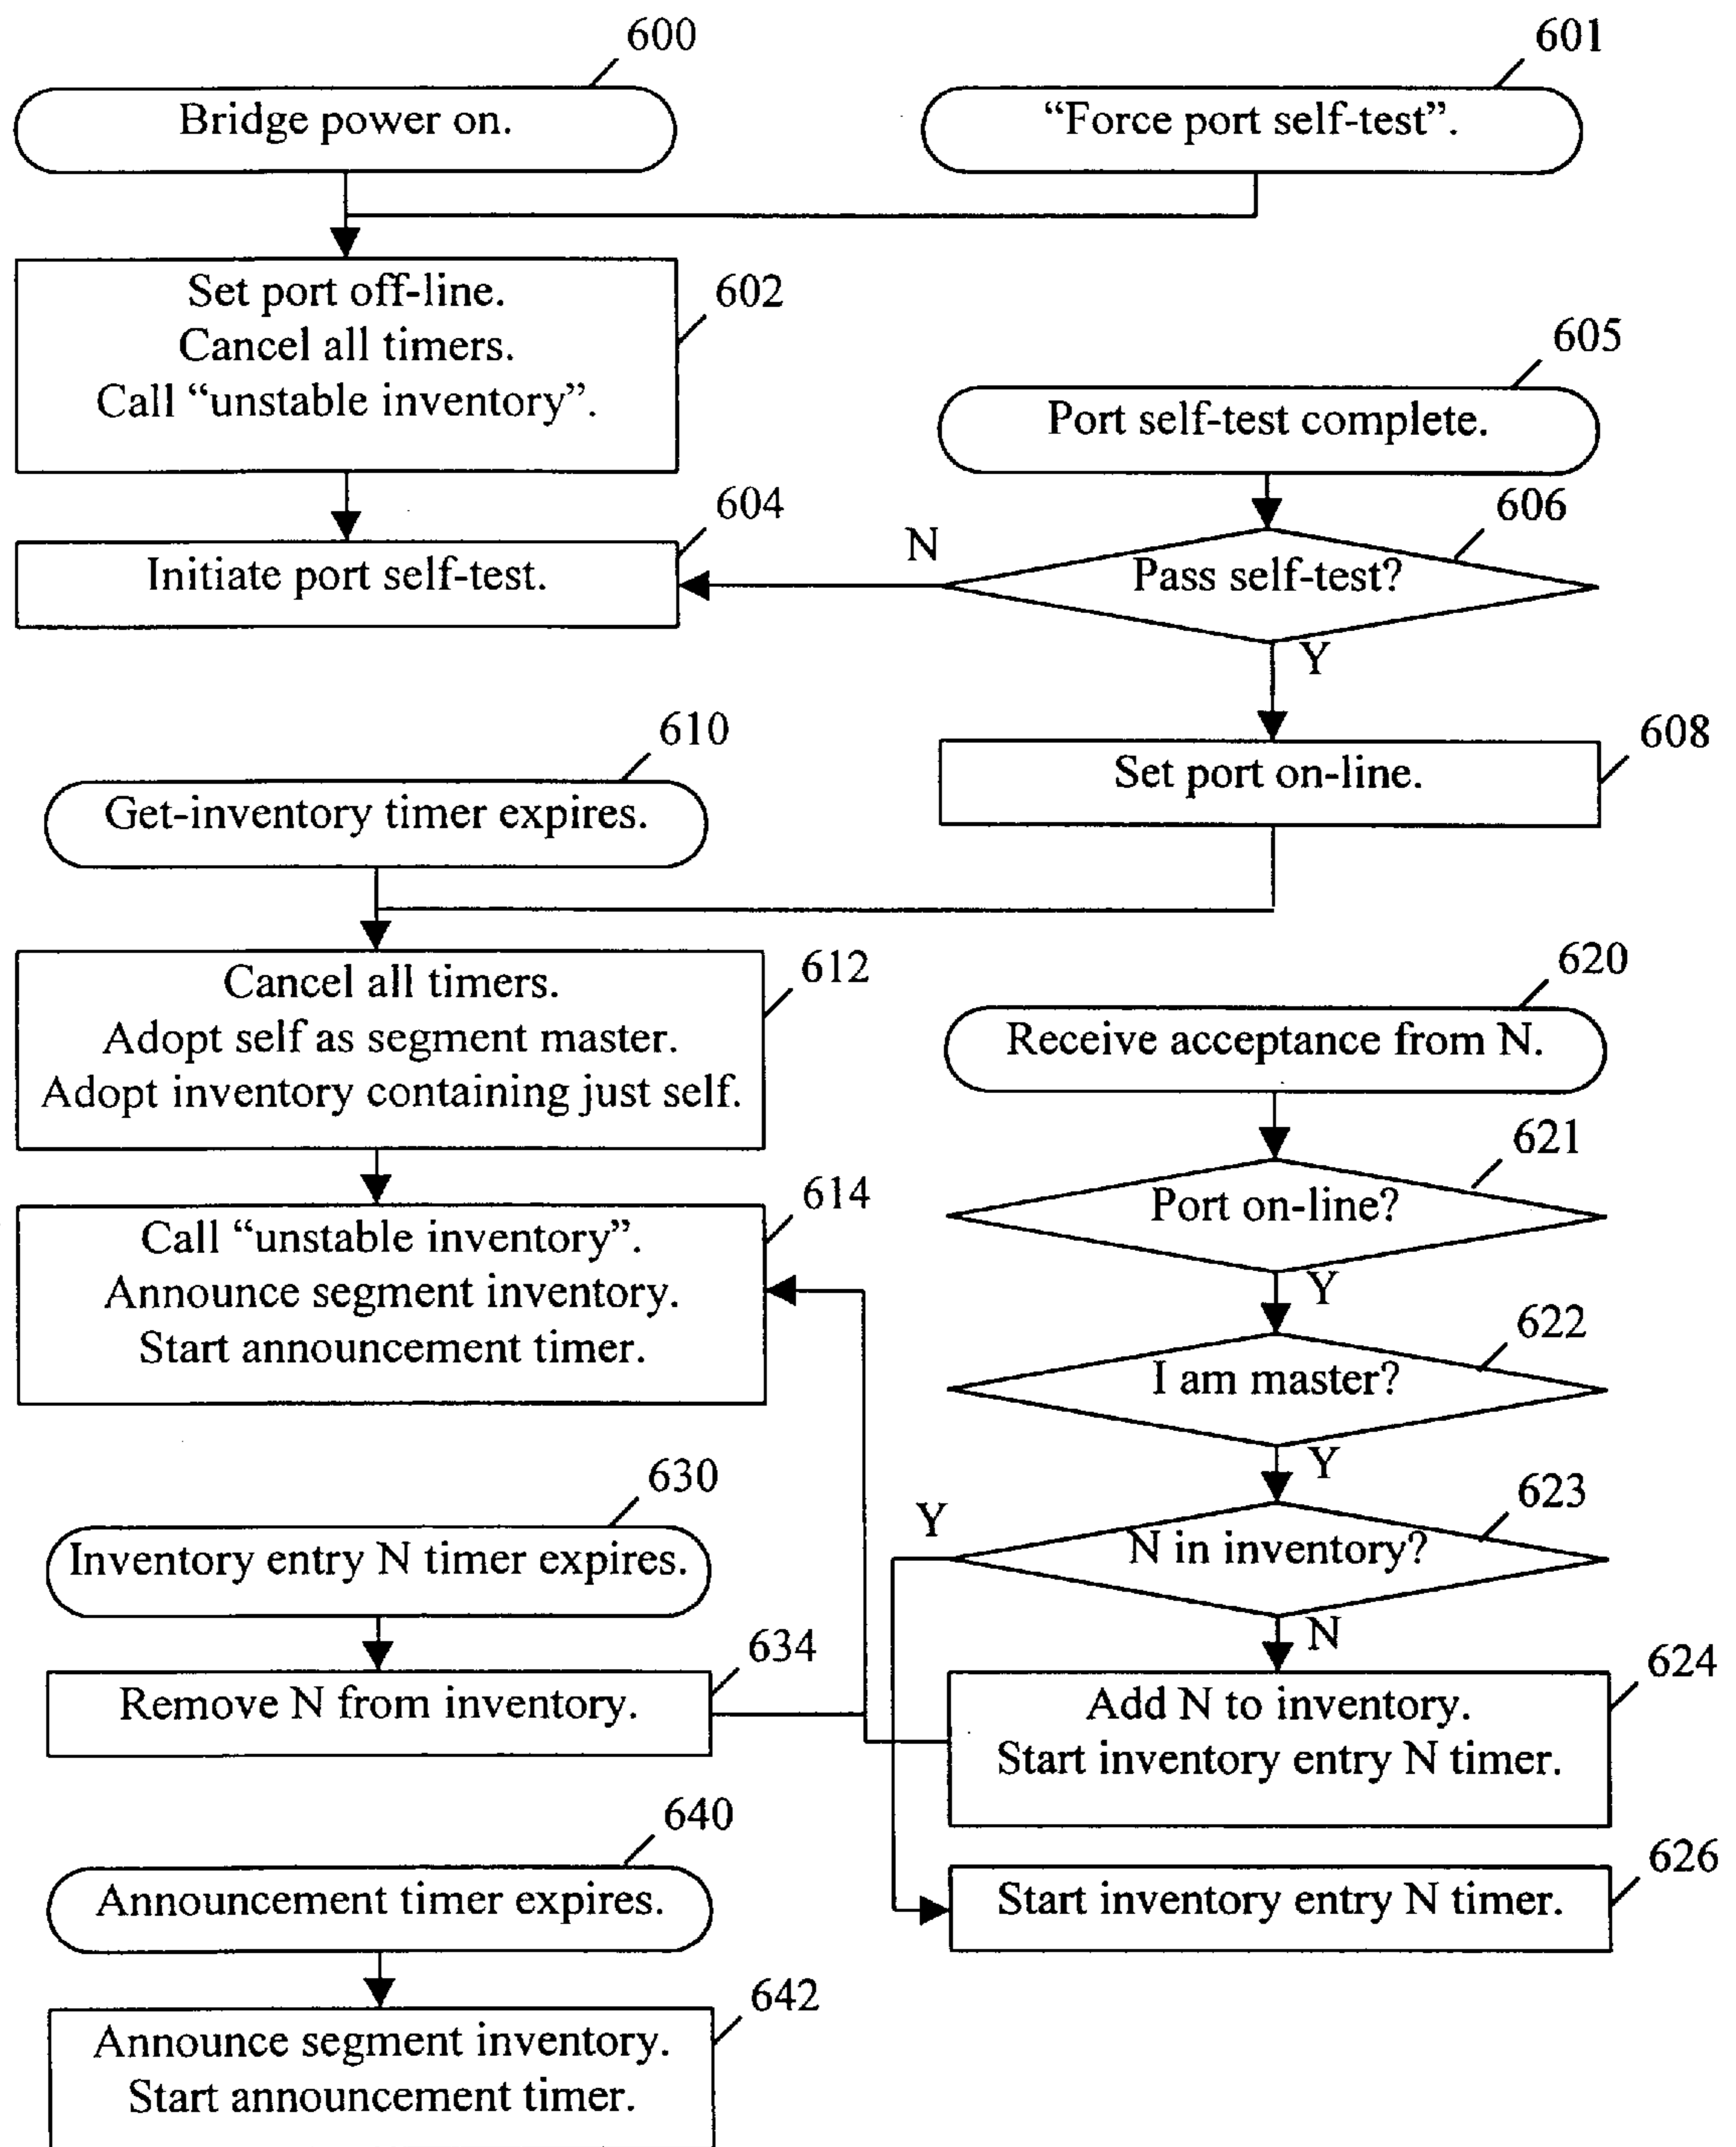 600
Bridge power on.
601
“Force port self-test”.
602
Set port off-line.
Cancel all timers.
Call “unstable inventory”.
604
Initiate port self-test.
605
Port self-test complete.
606
Pass self-test?
N
Y
608
Set port on-line.
610
Get-inventory timer expires.
612
Cancel all timers.
Adopt self as segment master.
Adopt inventory containing just self.
614
Call “unstable inventory”.
Announce segment inventory.
Start announcement timer.
620
Receive acceptance from N.
621
Port on-line?
Y
622
I am master?
Y
623
N in inventory?
Y
N
624
Add N to inventory.
Start inventory entry N timer.
626
Start inventory entry N timer.
630
Inventory entry N timer expires.
634
Remove N from inventory.
640
Announcement timer expires.
642
Announce segment inventory.
Start announcement timer.